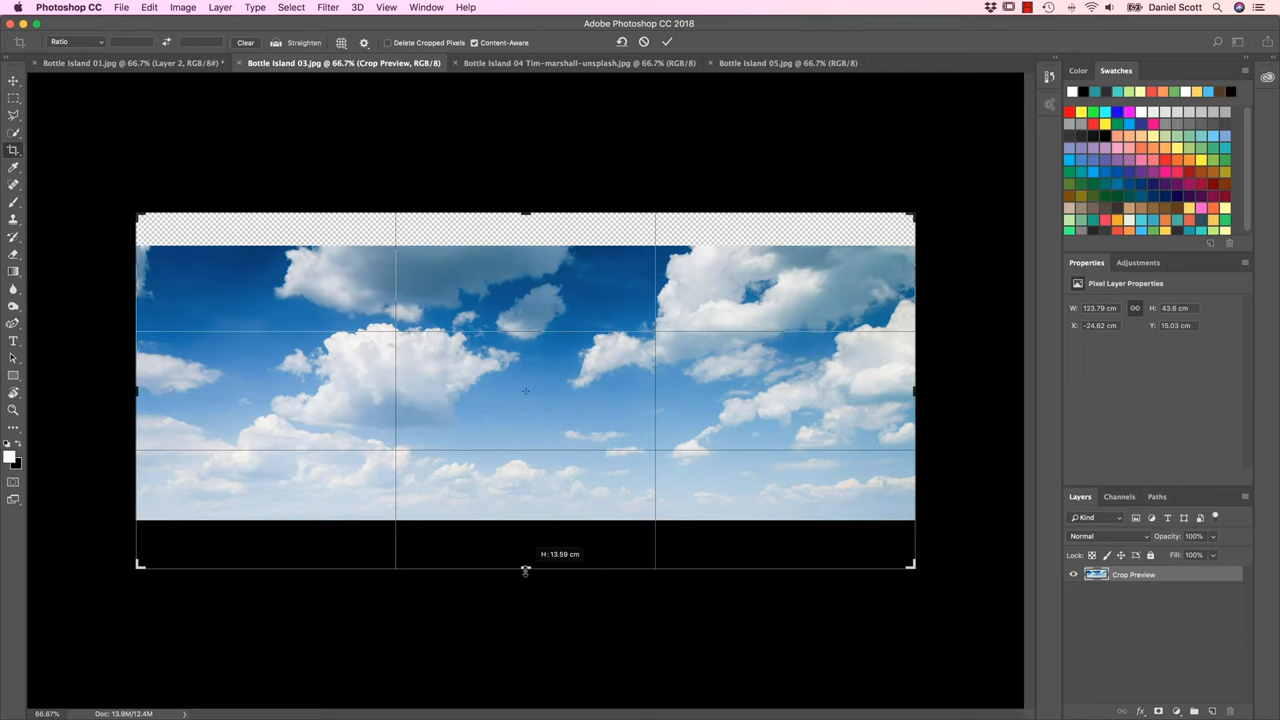 Photoshop CC File Edit Image Layer Type Select Filter 3D View Window Help Daniel Scott
Adobe Photoshop CC 2018
Ratio Clear Straighten Delete Cropped Pixels Content-Aware
Bottle Island 01.jpg @ 66.7% (Layer 2, RGB/8#) * Bottle Island 03.jpg @ 66.7% (Crop Preview, RGB/8) Bottle Island 04 Tim-marshall-unsplash.jpg @ 66.7% (RGB/8) Bottle Island 05.jpg @ 66.7% (RGB/8)
Color Swatches
Properties Adjustments
Pixel Layer Properties
W: 123.79 cm H: 43.6 cm
X: -24.62 cm Y: 15.03 cm
Layers Channels Paths
Kind
Normal Opacity: 100%
H: 13.59 cm
Lock: Fill: 100%
Crop Preview
66.67% Doc: 13.9M/12.4M